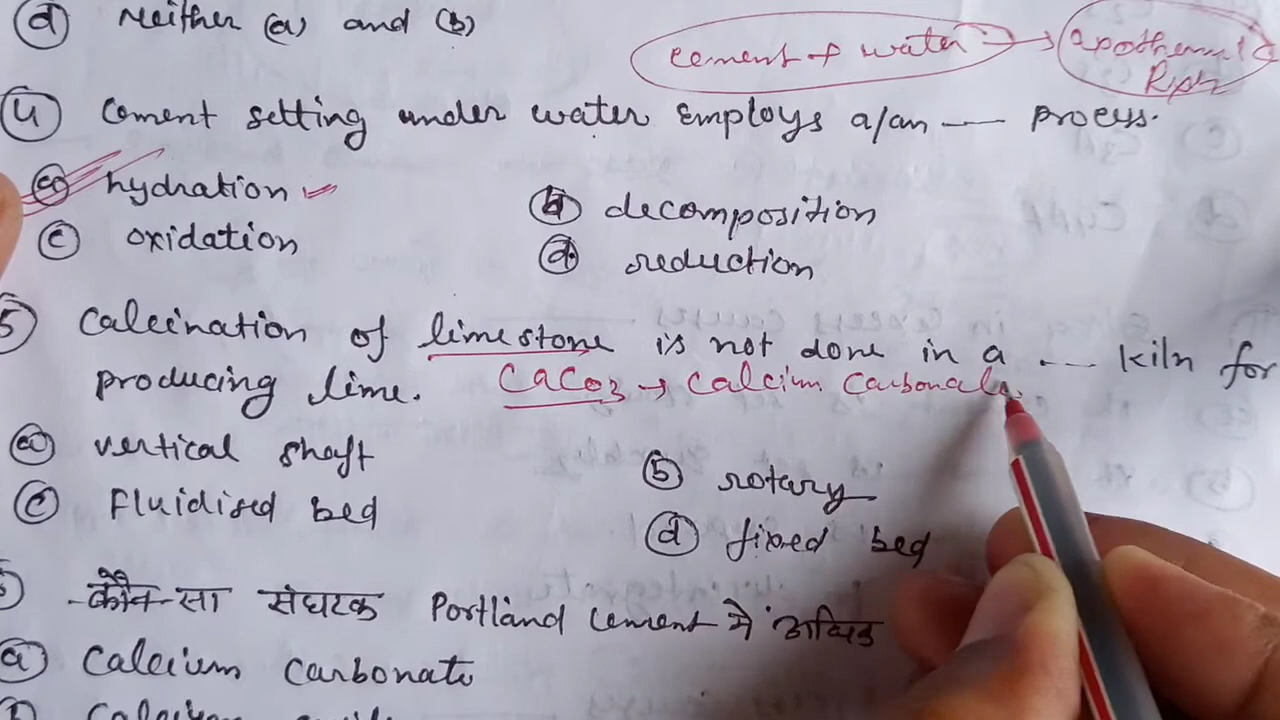 (d) Neither (a) and (b)
cement + water → apothermic Rxn
4 Cement setting under water Employs a/an --- process.
(a) hydration ✓
(b) decomposition
(c) oxidation
(d) reduction
5 Calcination of limestone is not done in a --- kiln for
producing lime. CaCO3 → Calcium Carbonate
(a) vertical shaft
(b) rotary
(c) Fluidised bed
(d) fixed bed
कौन-सा संघटक Portland cement में अधिक
(a) Calcium Carbonate